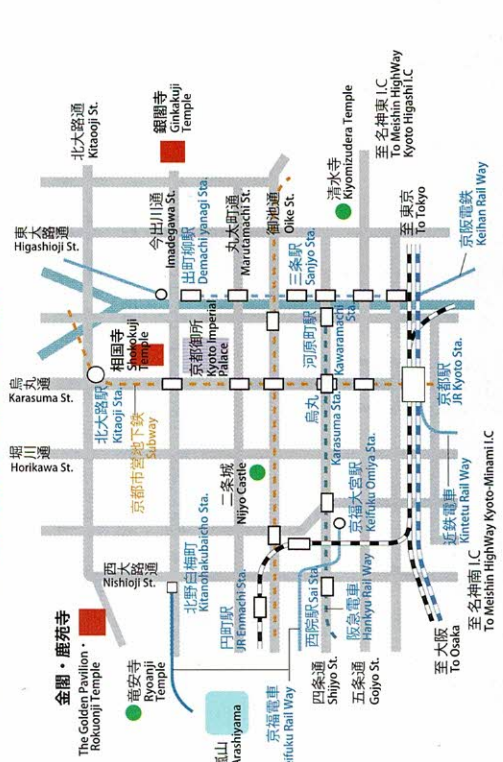 金閣・鹿苑寺
The Golden Pavilion・
Rokuonji Temple
竜安寺
Ryoanji
Temple
嵐山
Arashiyama
京福電車
eifuku Rail Way
西大路通
Nishioji St.
北野白梅町
Kitanohakubaicho Sta.
円町駅
JR Enmachi Sta.
西院駅 Sai Sta.
阪急電車
Hankyu Rail Way
四条通
Shijyo St.
五条通
Gojyo St.
至 大阪
To Osaka
至 名神南 I.C
To Meishin HighWay Kyoto-Minami I.C
近鉄電車
Kintetu Rail Way
堀川通
Horikawa St.
二条城
Nijyo Castle
京福大宮駅
Keifuku Omiya Sta.
京都市営地下鉄
Subway
烏丸通
Karasuma St.
北大路駅
Kitaoji Sta.
相国寺
Shokokuji
Temple
京都御所
Kyoto Imperial
Palace
烏丸
Karasuma Sta.
河原町駅
Kawaramachi
Sta.
京都駅
JR Kyoto Sta.
東大路通
Higashioji St.
今出川通
Imadegawa St.
出町柳駅
Demachi yanagi Sta.
丸太町通
Marutamachi St.
御池通
Oike St.
三条駅
Sanjyo Sta.
北大路通
Kitaooji St.
銀閣寺
Ginkakuji
Temple
清水寺
Kiyomizudera Temple
至 名神東 I.C
To Meishin HighWay
Kyoto Higashi I.C
至 東京
To Tokyo
京阪電鉄
Keihan Rail Way